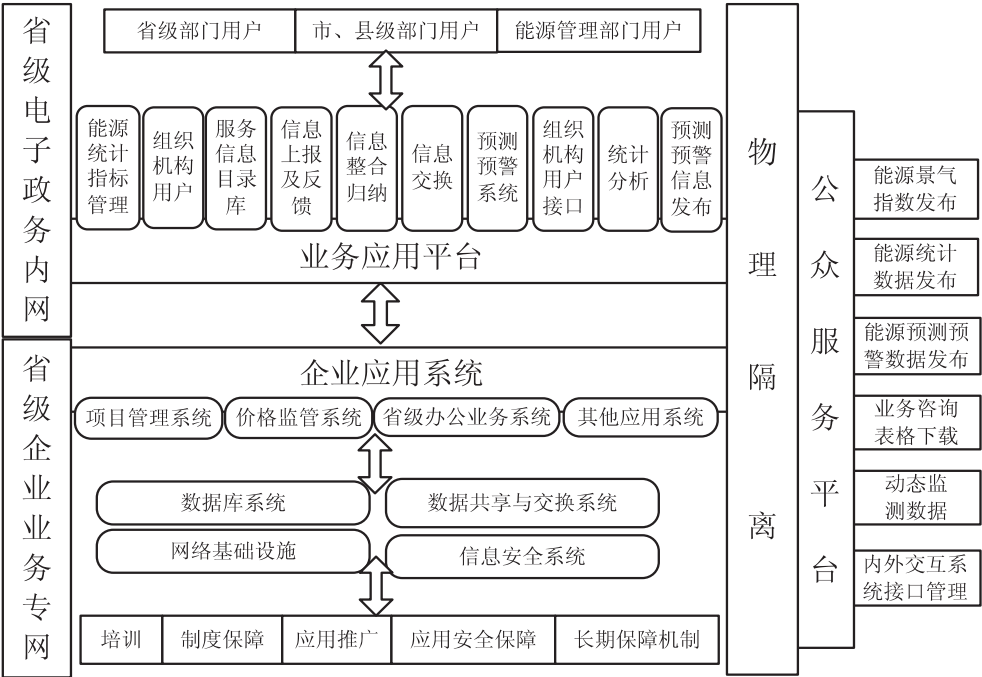 省级电子政务内网
省级部门用户
市、县级部门用户
能源管理部门用户
能源
统计
指标
管理
组织
机构
用户
服务
信息
目录
库
信息
上报
及反
馈
信息
整合
归纳
信息
交换
预测
预警
系统
组织
机构
用户
接口
统计
分析
预测
预警
信息
发布
业务应用平台
省级企业业务专网
企业应用系统
项目管理系统
价格监管系统
省级办公业务系统
其他应用系统
数据库系统
数据共享与交换系统
网络基础设施
信息安全系统
培训
制度保障
应用推广
应用安全保障
长期保障机制
物理隔离
公众服务平台
能源景气
指数发布
能源统计
数据发布
能源预测预
警数据发布
业务咨询
表格下载
动态监
测数据
内外交互系
统接口管理